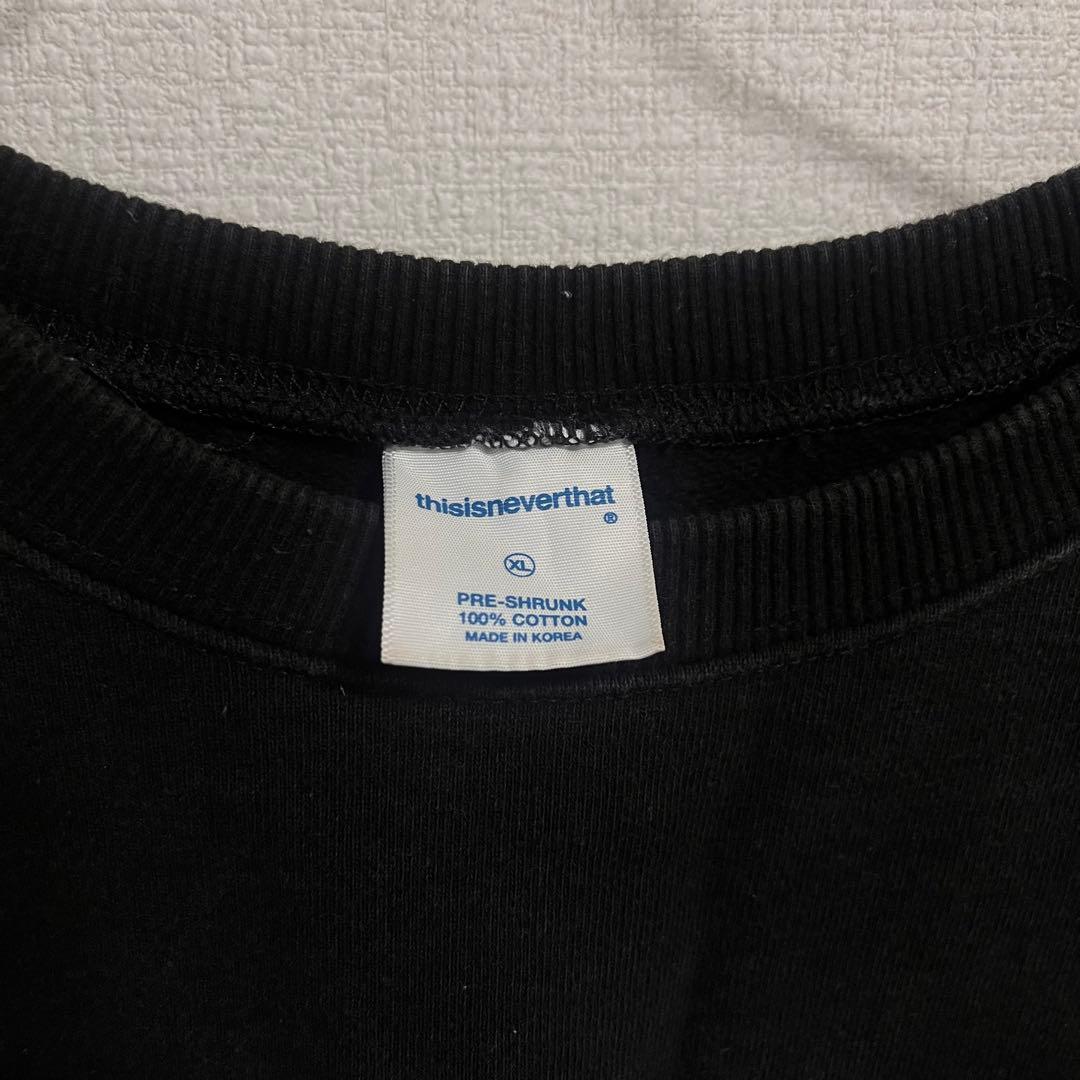 thisisneverthat
®
XL
PRE-SHRUNK
100% COTTON
MADE IN KOREA